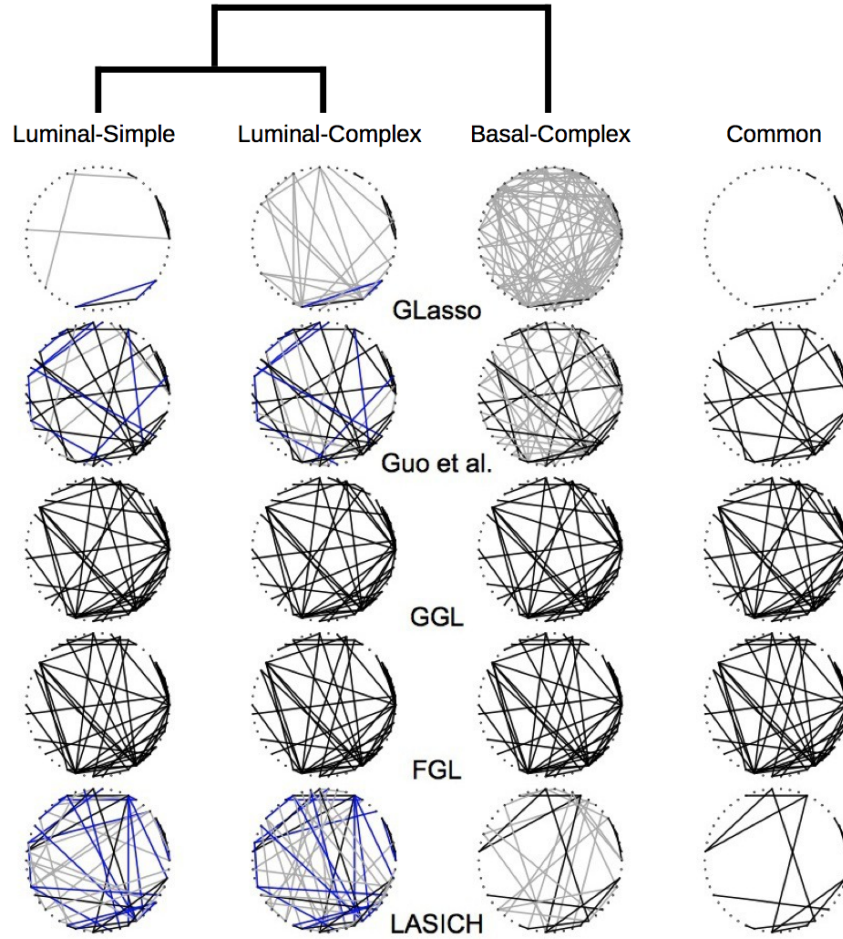 Luminal-Simple Luminal-Complex Basal-Complex Common
GLasso
Guo et al.
GGL
FGL
LASICH